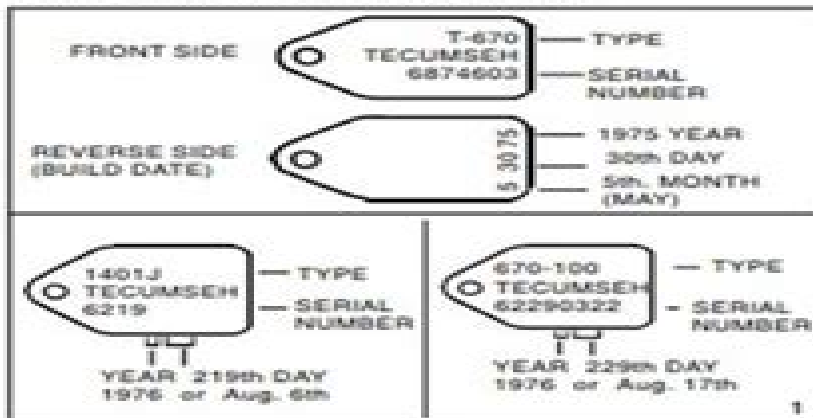 FRONT SIDE
T-670
TECUMSEH
6874603
TYPE
SERIAL
NUMBER
REVERSE SIDE
(BUILD DATE)
5 30 75
1975 YEAR
30th DAY
5th. MONTH
(MAY)
1401J
TECUMSEH
6219
TYPE
SERIAL
NUMBER
YEAR 219th DAY
1976 or Aug. 6th
670-100
TECUMSEH
62290322
TYPE
SERIAL
NUMBER
YEAR 229th DAY
1976 or Aug. 17th
1